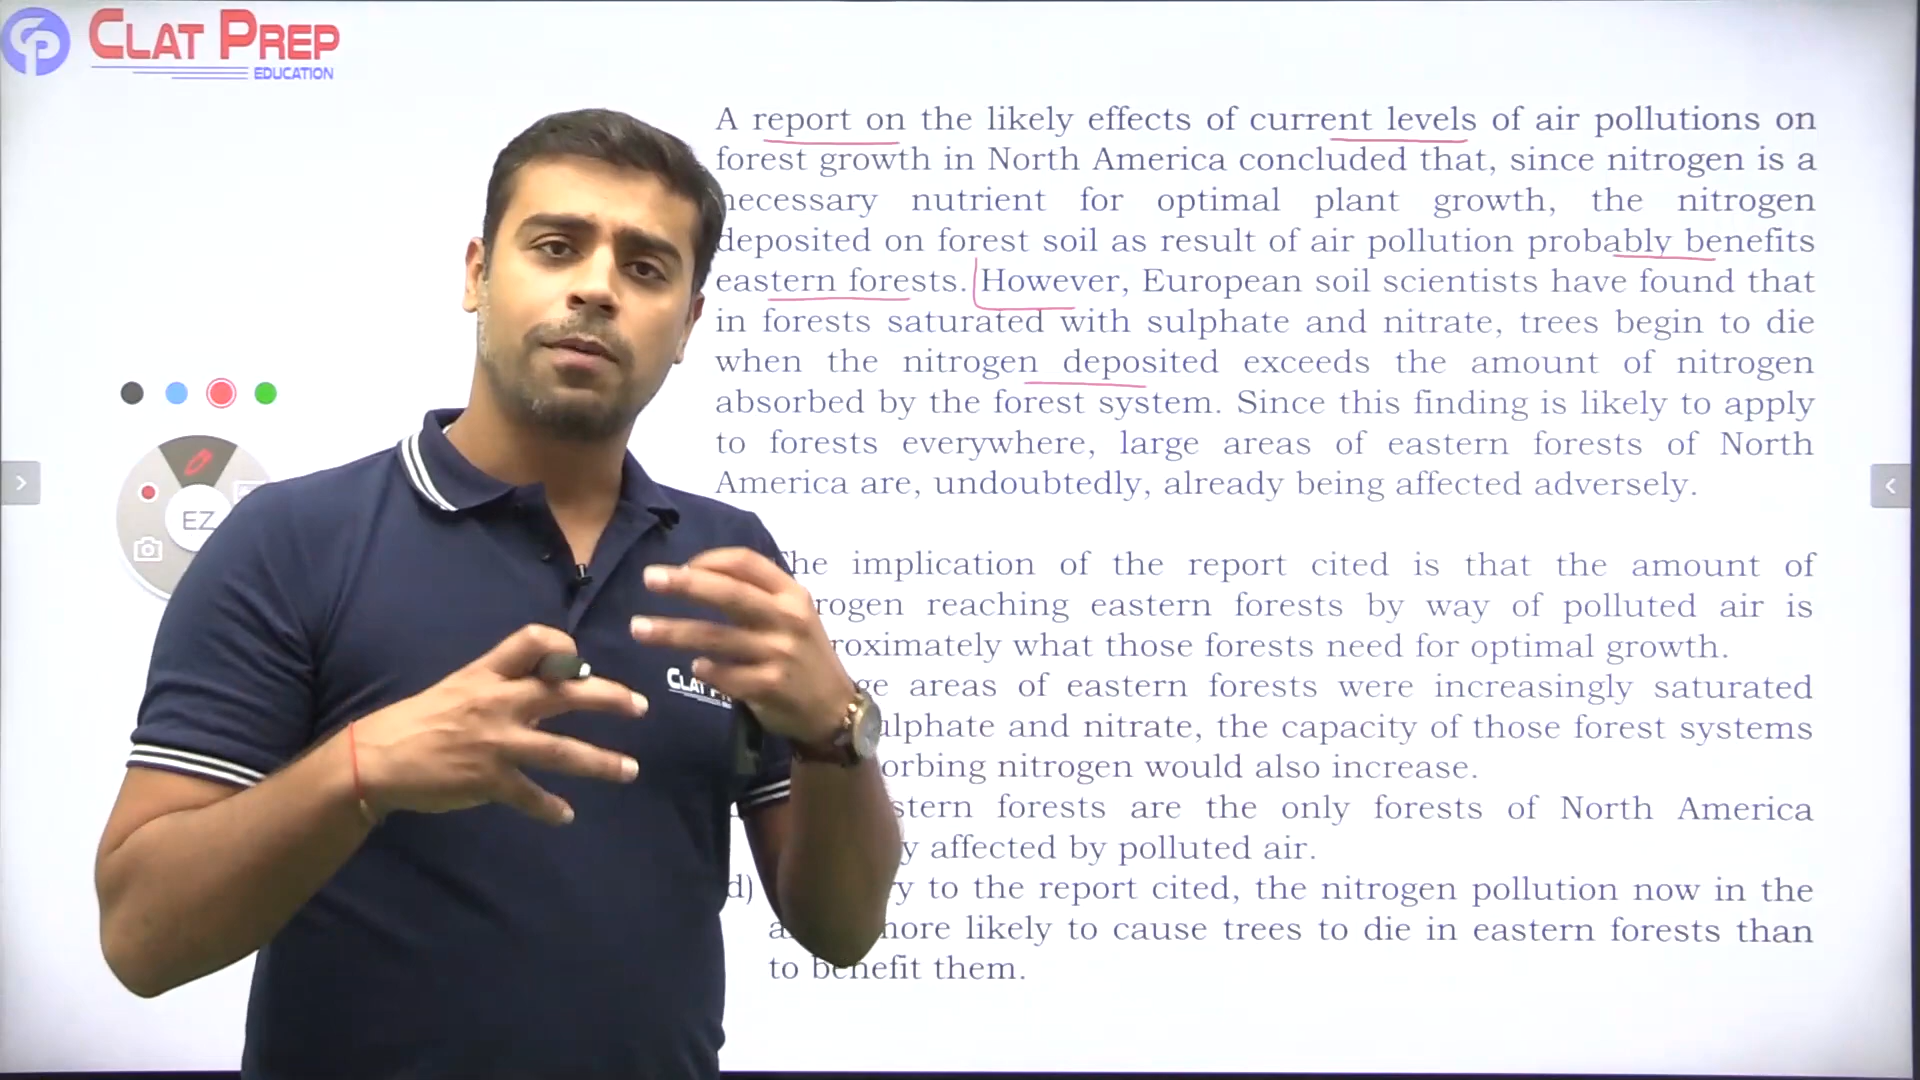 CLAT PREP
EDUCATION
A report on the likely effects of current levels of air pollutions on
forest growth in North America concluded that, since nitrogen is a
necessary nutrient for optimal plant growth, the nitrogen
deposited on forest soil as result of air pollution probably benefits
eastern forests. However, European soil scientists have found that
in forests saturated with sulphate and nitrate, trees begin to die
when the nitrogen deposited exceeds the amount of nitrogen
absorbed by the forest system. Since this finding is likely to apply
to forests everywhere, large areas of eastern forests of North
America are, undoubtedly, already being affected adversely.
The implication of the report cited is that the amount of
reaching eastern forests by way of polluted air is
what those forests need for optimal growth.
areas of eastern forests were increasingly saturated
and nitrate, the capacity of those forest systems
nitrogen would also increase.
forests are the only forests of North America
affected by polluted air.
d) to the report cited, the nitrogen pollution now in the
more likely to cause trees to die in eastern forests than
to benefit them.
EZ
CLAT